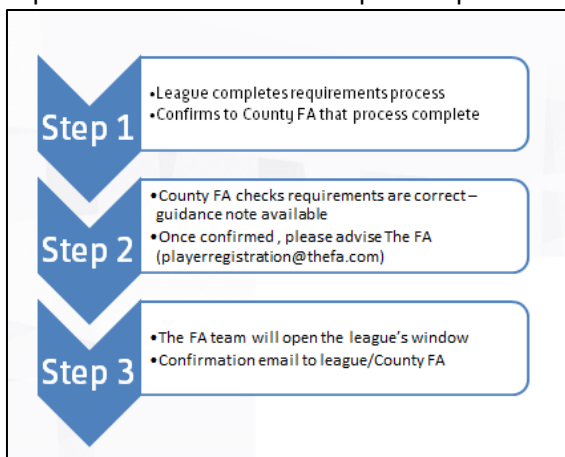 Step 1
•League completes requirements process
•Confirms to County FA that process complete
Step 2
•County FA checks requirements are correct –
guidance note available
•Once confirmed , please advise The FA
(playerregistration@thefa.com)
Step 3
•The FA team will open the league's window
•Confirmation email to league/County FA